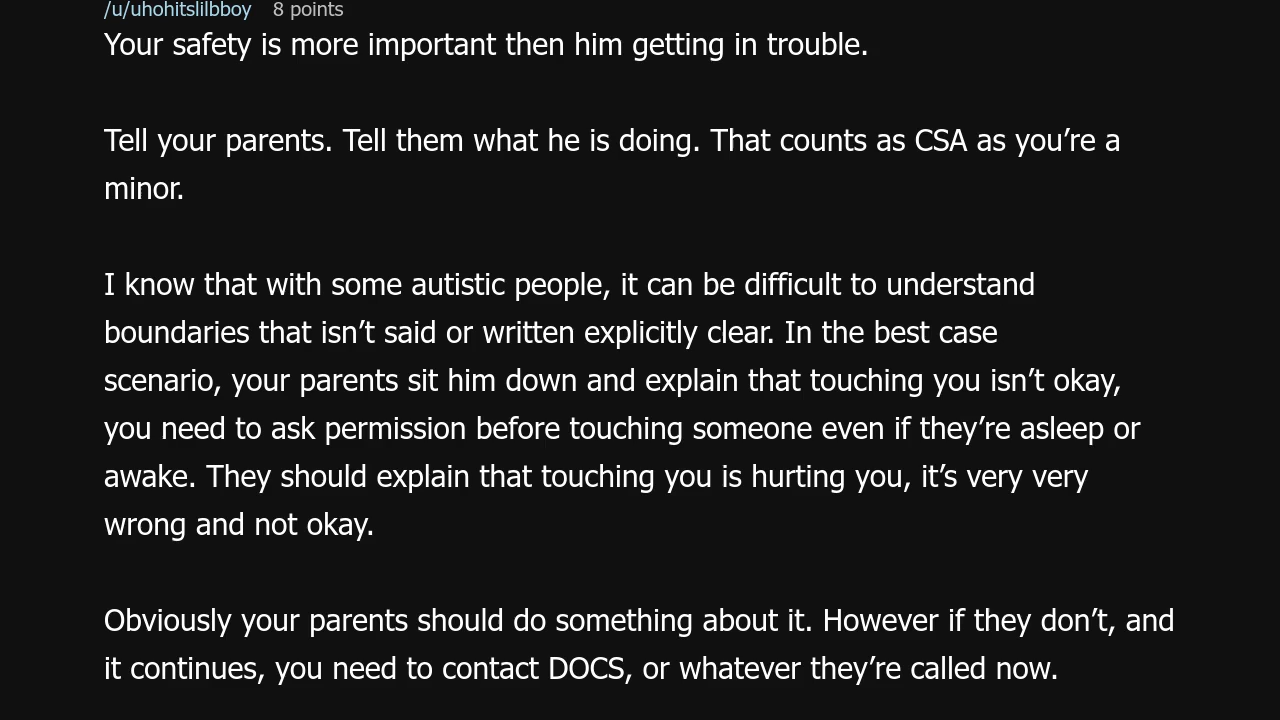 /u/uhohitslilbboy 8 points
Your safety is more important then him getting in trouble.
Tell your parents. Tell them what he is doing. That counts as CSA as you’re a
minor.
I know that with some autistic people, it can be difficult to understand
boundaries that isn’t said or written explicitly clear. In the best case
scenario, your parents sit him down and explain that touching you isn’t okay,
you need to ask permission before touching someone even if they’re asleep or
awake. They should explain that touching you is hurting you, it’s very very
wrong and not okay.
Obviously your parents should do something about it. However if they don’t, and
it continues, you need to contact DOCS, or whatever they’re called now.